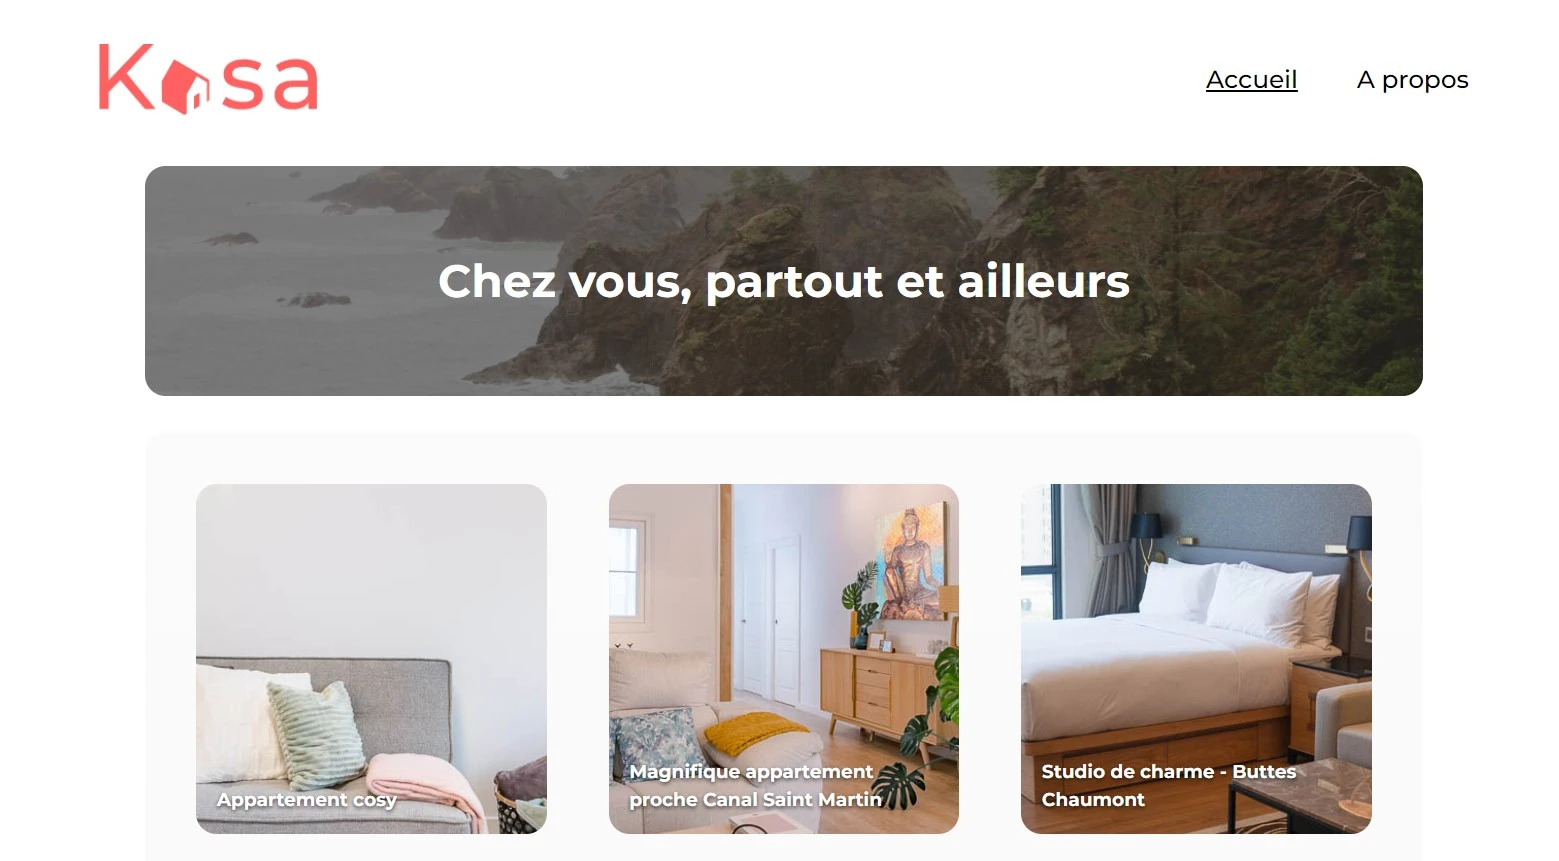 Kasa
Accueil
A propos
Chez vous, partout et ailleurs
Appartement cosy
Magnifique appartement
proche Canal Saint Martin
Studio de charme - Buttes
Chaumont